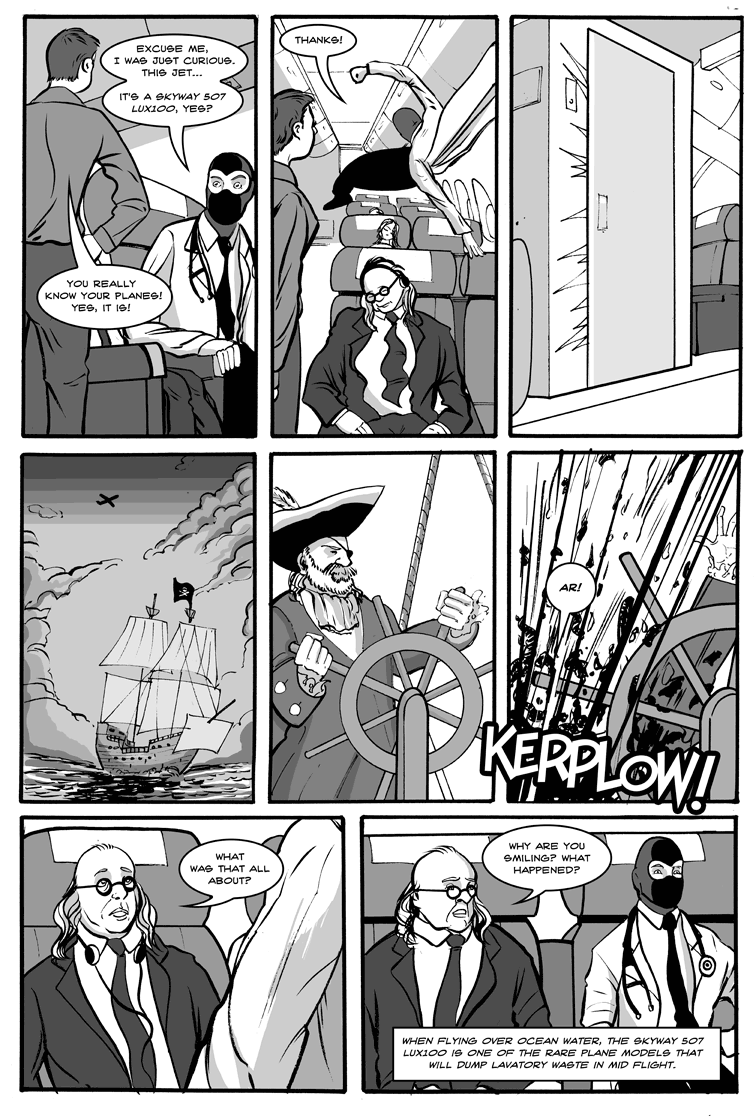 EXCUSE ME,
I WAS JUST CURIOUS.
THIS JET...
IT'S A SKYWAY 507
LUX100, YES?
YOU REALLY
KNOW YOUR PLANES!
YES, IT IS!
THANKS!
AR!
KERPLOW!
WHAT
WAS THAT ALL
ABOUT?
WHY ARE YOU
SMILING? WHAT
HAPPENED?
WHEN FLYING OVER OCEAN WATER, THE SKYWAY 507
LUX100 IS ONE OF THE RARE PLANE MODELS THAT
WILL DUMP LAVATORY WASTE IN MID FLIGHT.